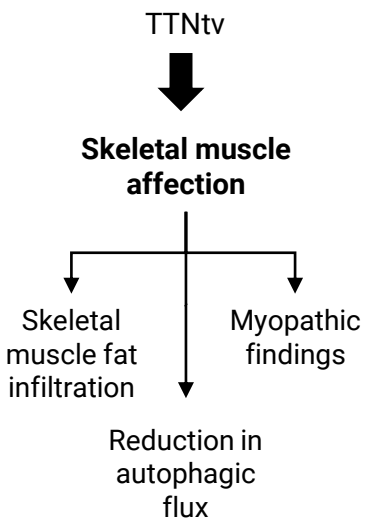 TTNtv
Skeletal muscle
affection
Skeletal
muscle fat
infiltration
Myopathic
findings
Reduction in
autophagic
flux